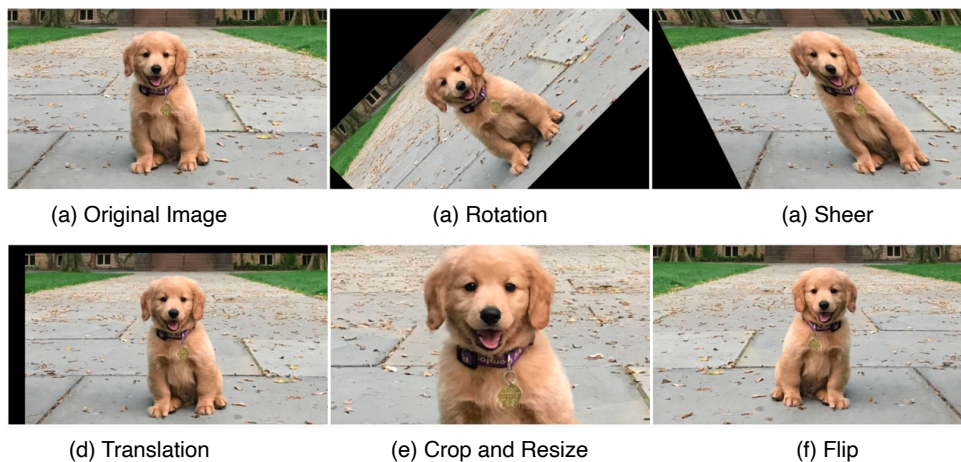 (a) Original Image
(a) Rotation
(a) Sheer
(d) Translation
(e) Crop and Resize
(f) Flip